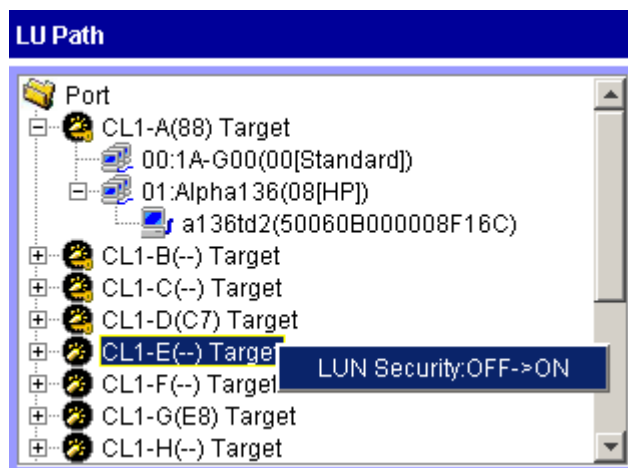 LU Path
Port
CL1-A(88) Target
00:1A-G00(00[Standard])
01:Alpha136(08[HP])
a136td2(50060B000008F16C)
CL1-B(--) Target
CL1-C(--) Target
CL1-D(C7) Target
CL1-E(--) Target
LUN Security:OFF->ON
CL1-F(--) Target
CL1-G(E8) Target
CL1-H(--) Target